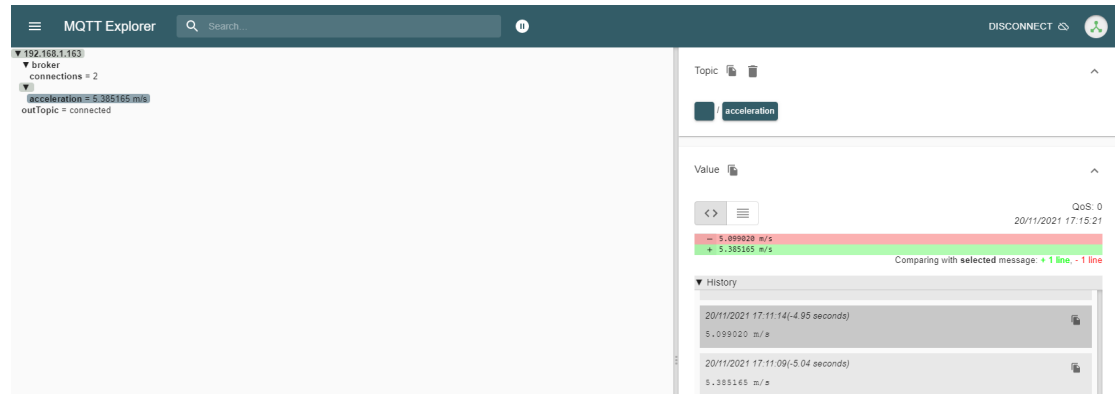 MQTT Explorer
Search...
DISCONNECT
▼ 192.168.1.163
▼ broker
connections = 2
▼
acceleration = 5.385165 m/s
outTopic = connected
Topic
/ acceleration
Value
QoS: 0
20/11/2021 17:15:21
- 5.099020 m/s
+ 5.385165 m/s
Comparing with selected message: + 1 line, - 1 line
▼ History
20/11/2021 17:11:14(-4.95 seconds)
5.099020 m/s
20/11/2021 17:11:09(-5.04 seconds)
5.385165 m/s